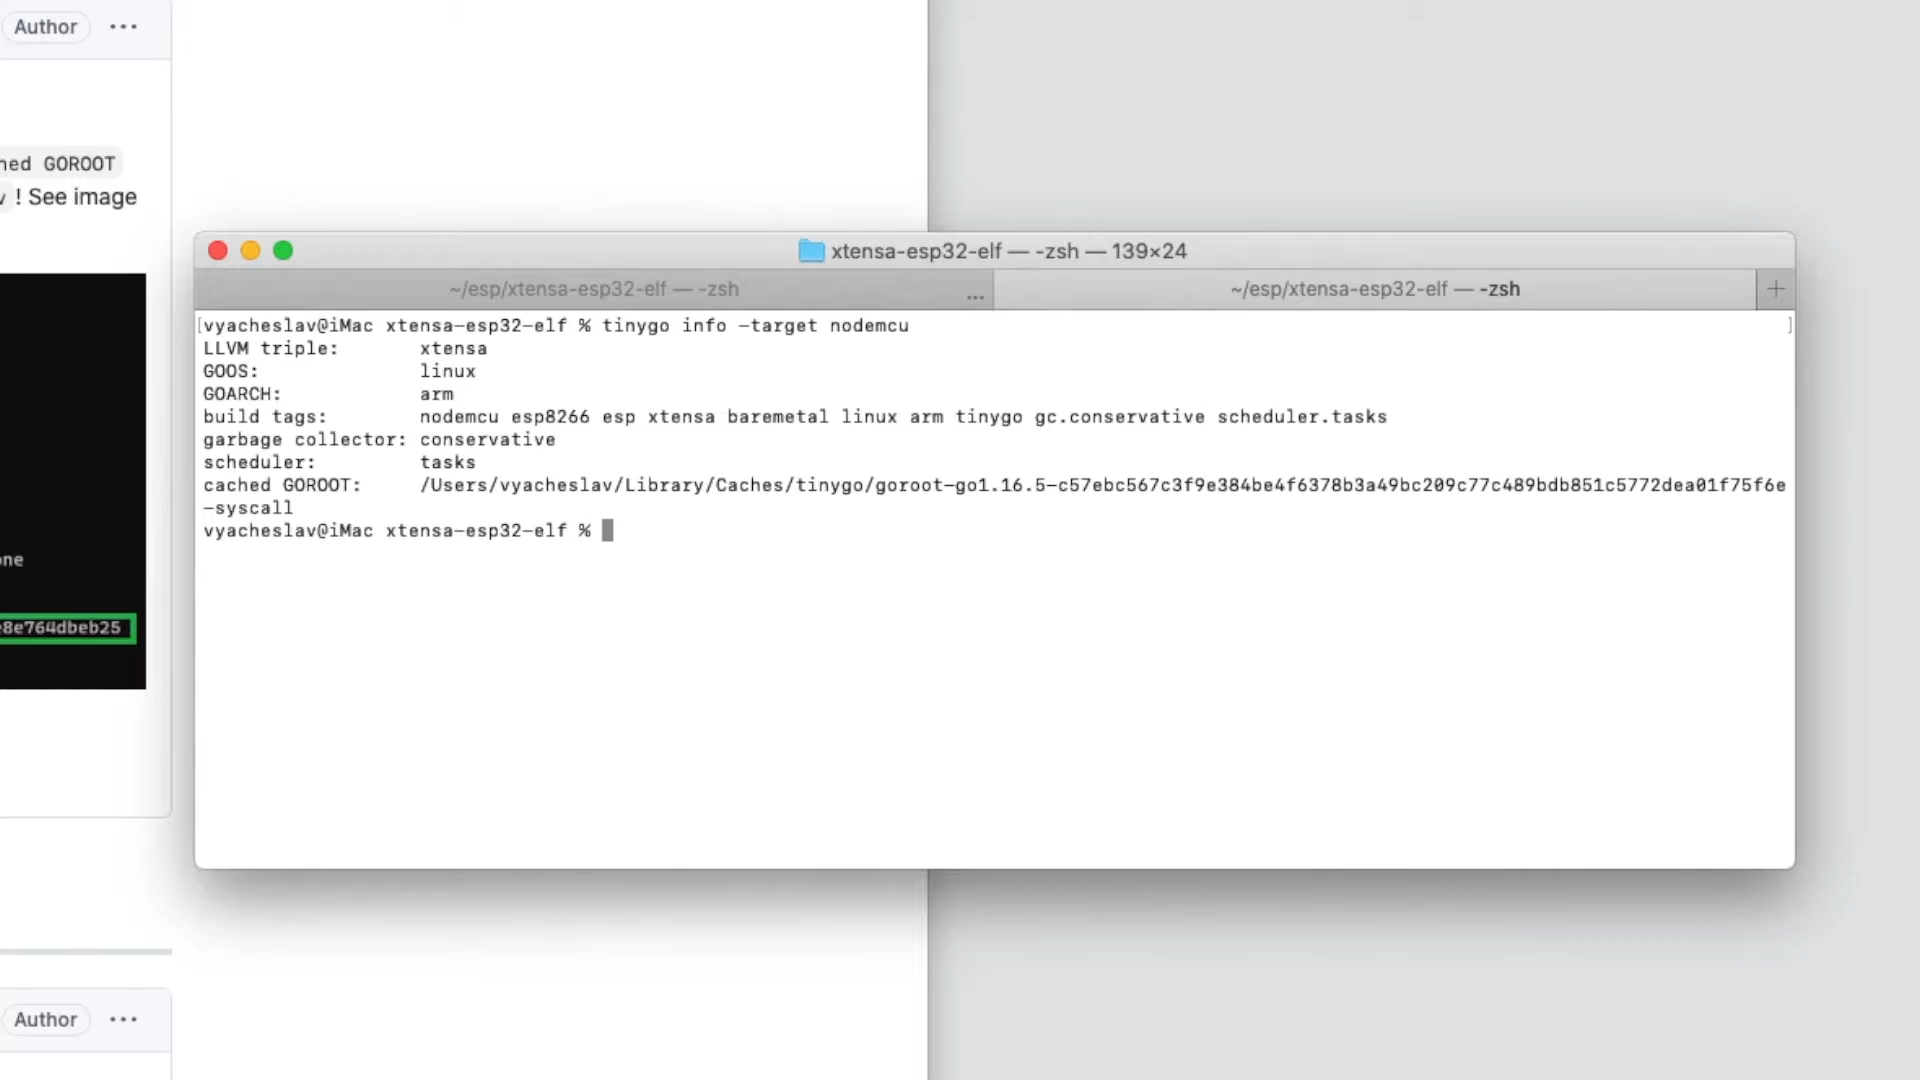 Author
GOROOT
! See image
xtensa-esp32-elf — -zsh — 139×24
~/esp/xtensa-esp32-elf — -zsh ...
~/esp/xtensa-esp32-elf — -zsh +
[vyacheslav@iMac xtensa-esp32-elf % tinygo info -target nodemcu ]
LLVM triple: xtensa
GOOS: linux
GOARCH: arm
build tags: nodemcu esp8266 esp xtensa baremetal linux arm tinygo gc.conservative scheduler.tasks
garbage collector: conservative
scheduler: tasks
cached GOROOT: /Users/vyacheslav/Library/Caches/tinygo/goroot-go1.16.5-c57ebc567c3f9e384be4f6378b3a49bc209c77c489bdb851c5772dea01f75f6e
-syscall
vyacheslav@iMac xtensa-esp32-elf %
8e764dbeb25
Author